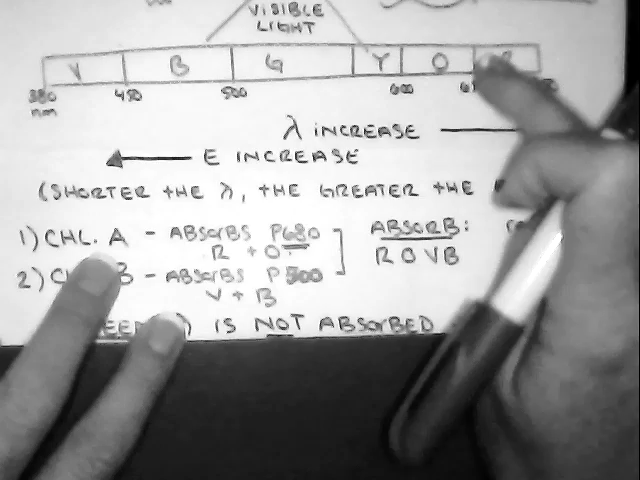 VISIBLE
LIGHT
V B G Y O
380 450 500 600
nm
λ INCREASE
E INCREASE
(SHORTER THE λ, THE GREATER THE
1) CHL. A - ABSORBS P680 ABSORB:
R + O R O V B
2) B - ABSORBS P500
V + B
IS NOT ABSORBED